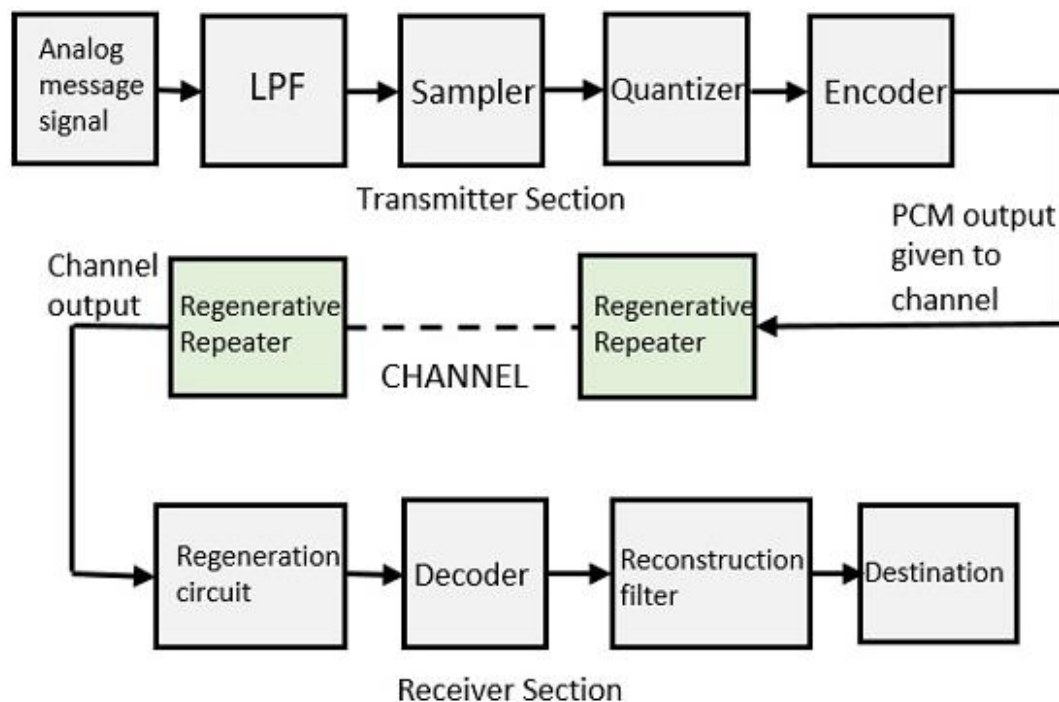 Analog
message
signal
LPF
Sampler
Quantizer
Encoder
Transmitter Section
PCM output
given to
channel
Channel
output
Regenerative
Repeater
CHANNEL
Regenerative
Repeater
Regeneration
circuit
Decoder
Reconstruction
filter
Destination
Receiver Section